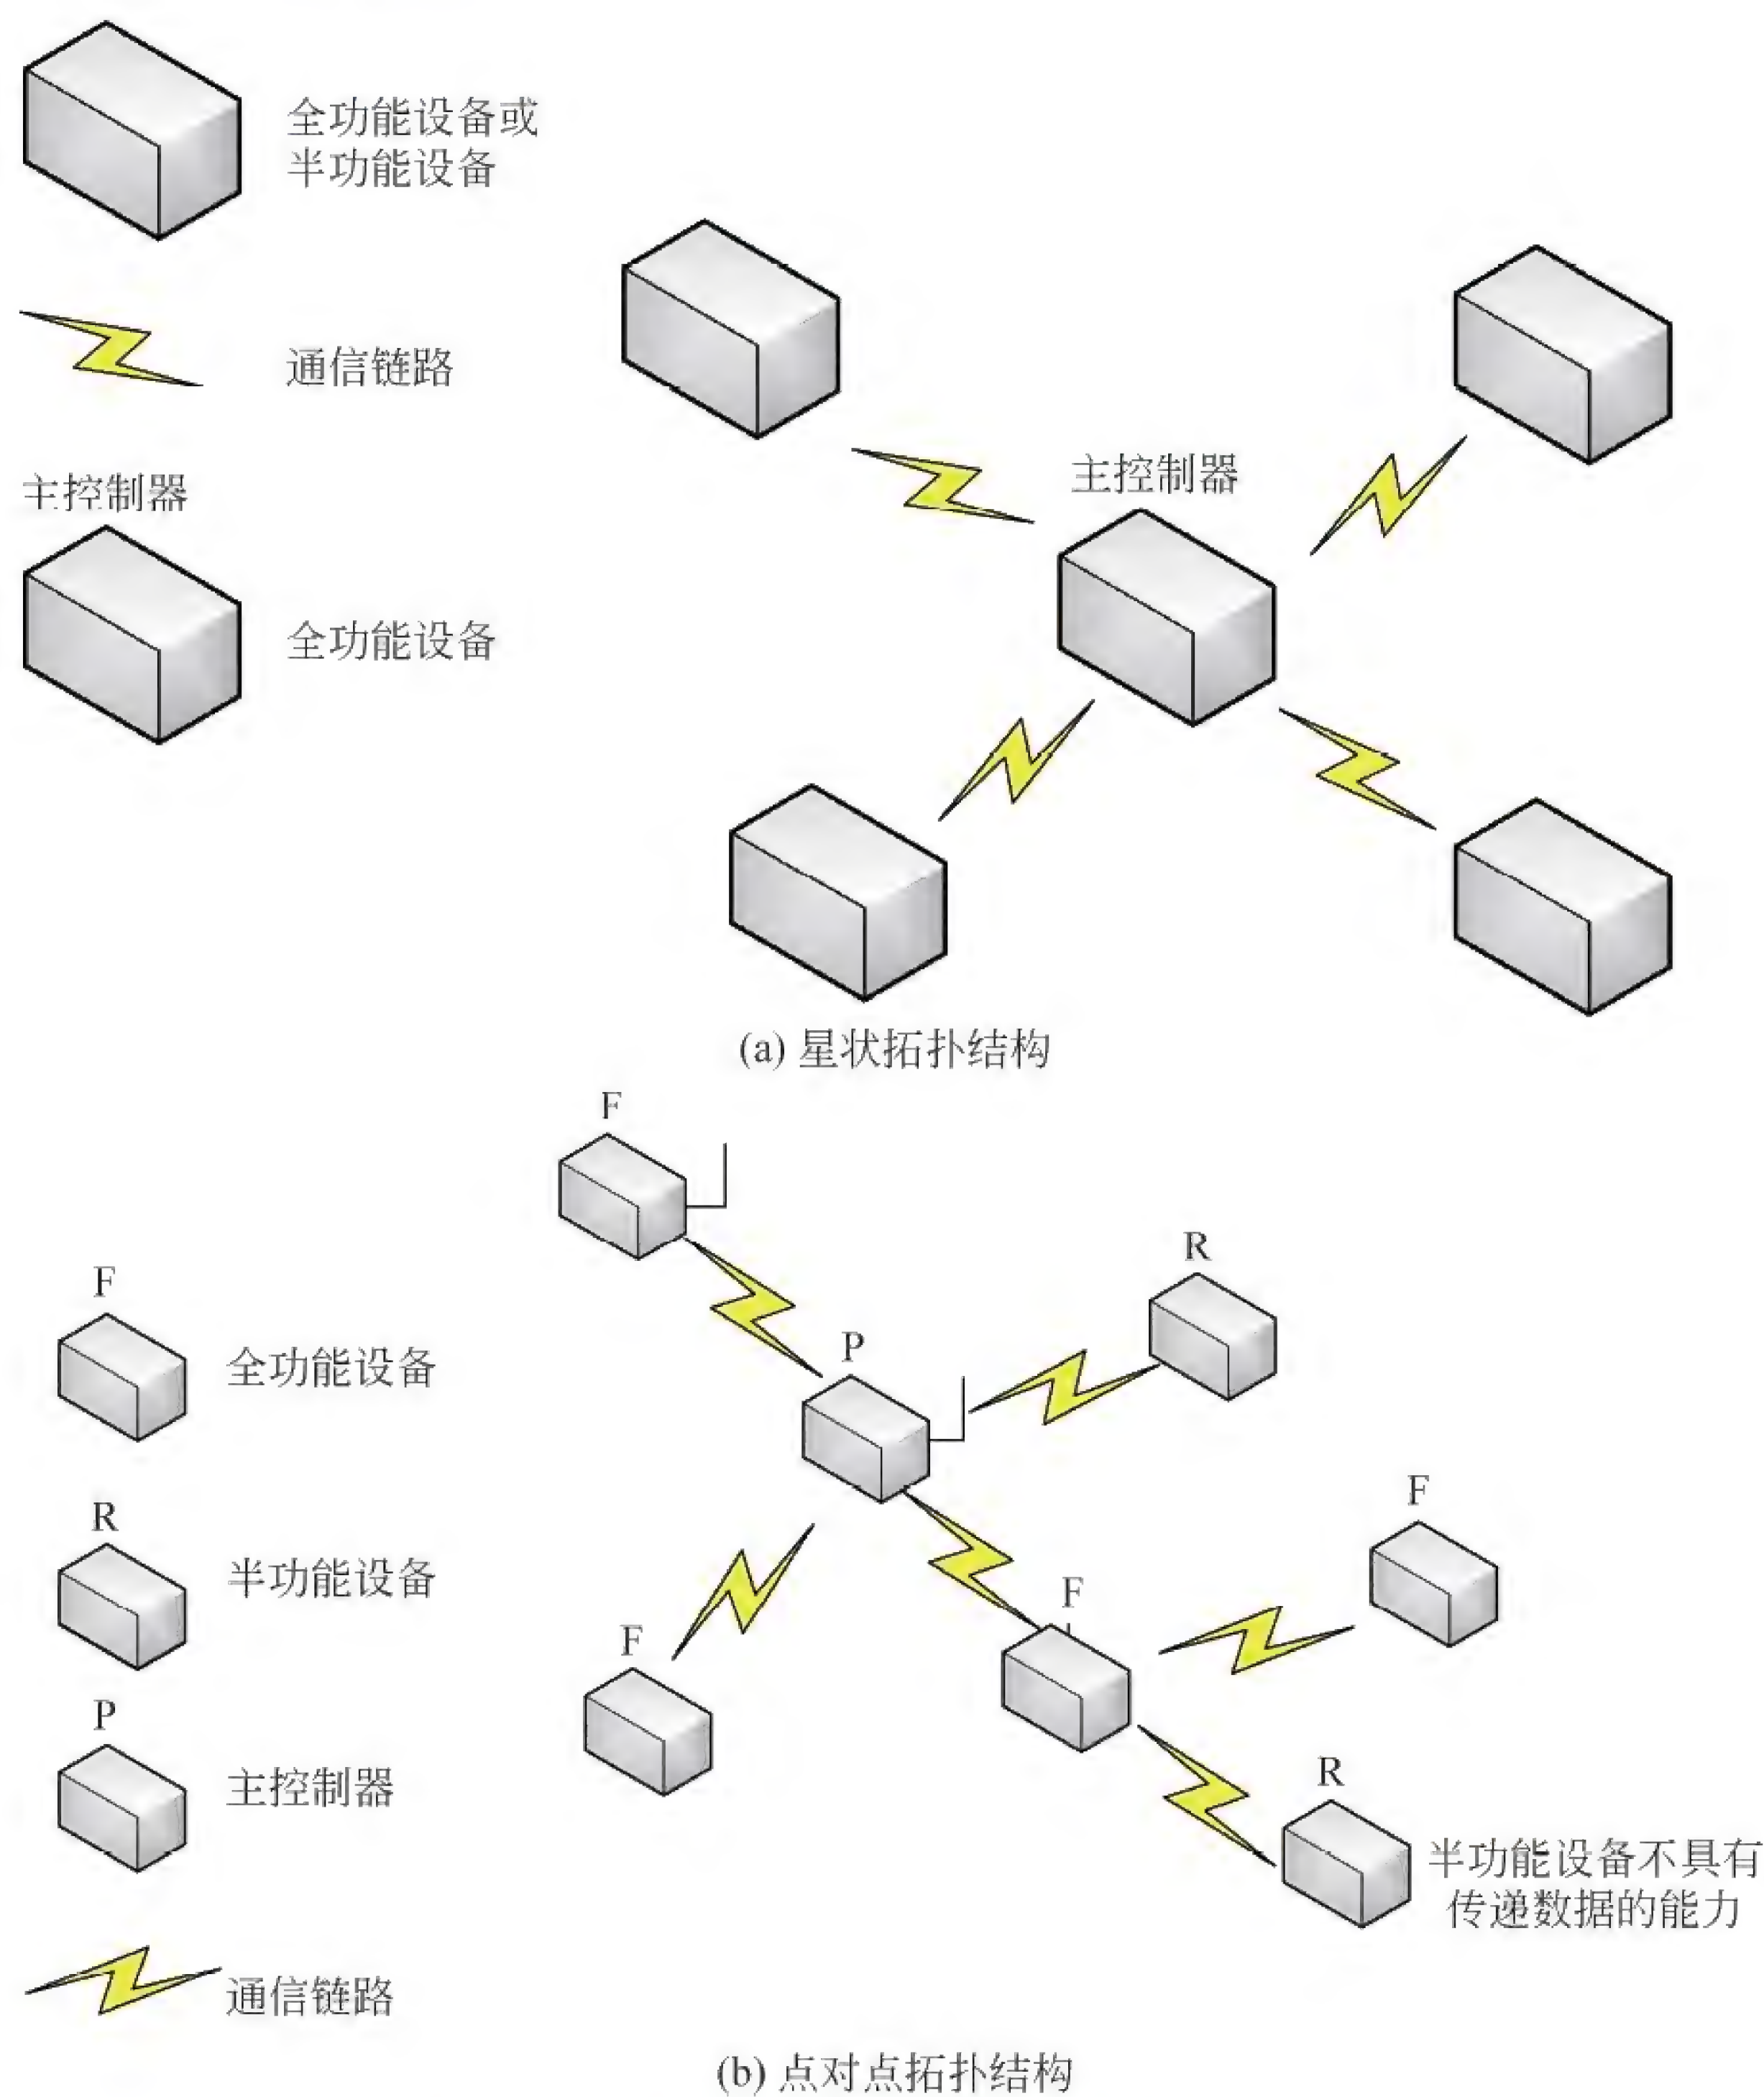 全功能设备或
半功能设备
通信链路
主控制器
全功能设备
主控制器
(a) 星状拓扑结构
F
全功能设备
R
半功能设备
P
主控制器
通信链路
F
R
P
F
F
F
R
半功能设备不具有
传递数据的能力
(b) 点对点拓扑结构